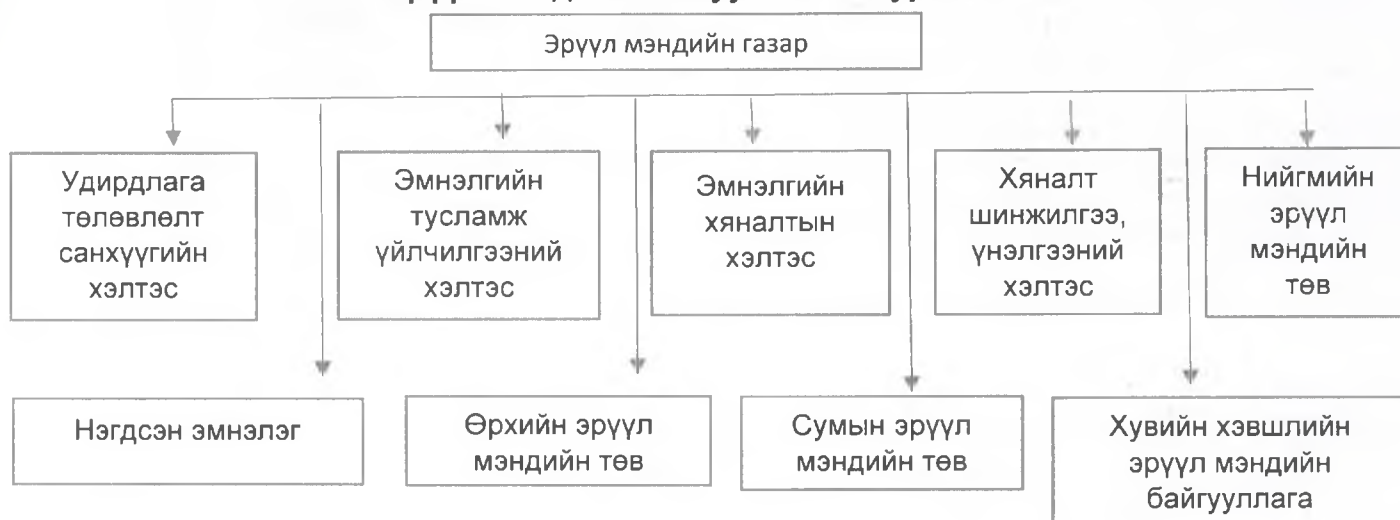 Эрүүл мэндийн газар
Удирдлага
төлөвлөлт
санхүүгийн
хэлтэс
Эмнэлгийн
тусламж
үйлчилгээний
хэлтэс
Эмнэлгийн
хяналтын
хэлтэс
Хяналт
шинжилгээ,
үнэлгээний
хэлтэс
Нийгмийн
эрүүл
мэндийн
төв
Нэгдсэн эмнэлэг
Өрхийн эрүүл
мэндийн төв
Сумын эрүүл
мэндийн төв
Хувийн хэвшлийн
эрүүл мэндийн
байгууллага